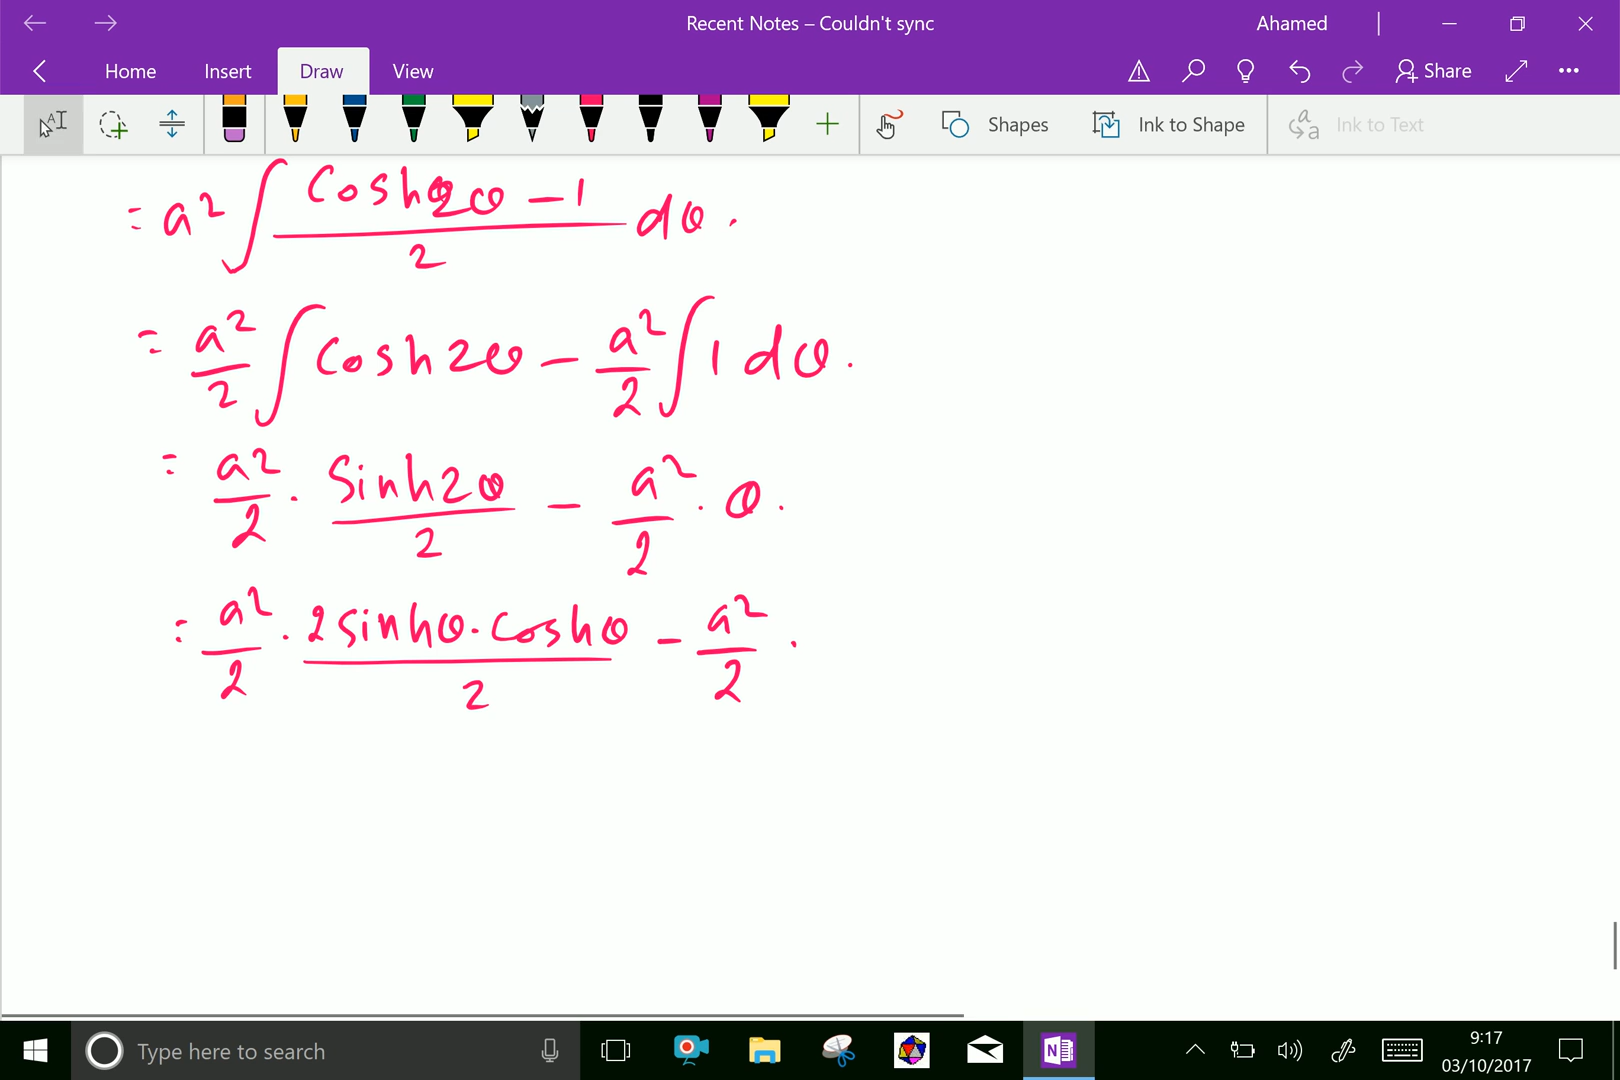 Recent Notes – Couldn't sync
Ahamed
Home Insert Draw View
Share
Shapes Ink to Shape Ink to Text
= a² ∫ (Cosh2θ − 1)/2 dθ.
= a²/2 ∫ Cosh2θ − a²/2 ∫ 1 dθ.
= a²/2 · Sinh2θ/2 − a²/2 · θ.
= a²/2 · 2Sinhθ·Coshθ/2 − a²/2 ·
Type here to search
9:17
03/10/2017